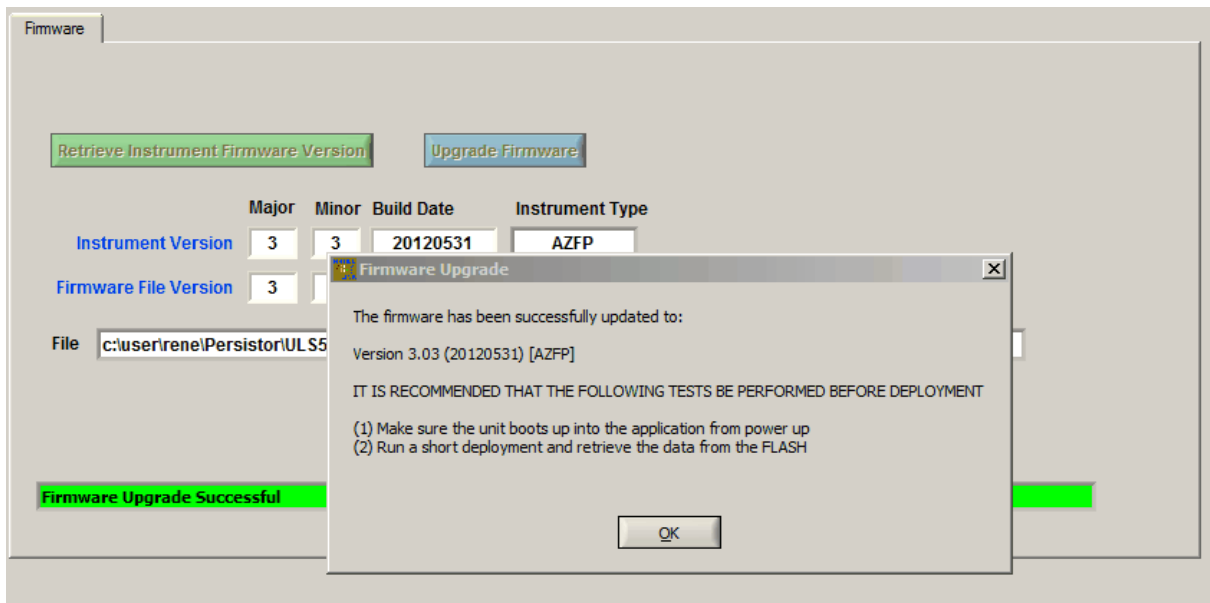 Firmware
Retrieve Instrument Firmware Version Upgrade Firmware
Major Minor Build Date Instrument Type
Instrument Version 3 3 20120531 AZFP
Firmware File Version 3
File c:\user\rene\Persistor\ULS5
Firmware Upgrade Successful
Firmware Upgrade
The firmware has been successfully updated to:
Version 3.03 (20120531) [AZFP]
IT IS RECOMMENDED THAT THE FOLLOWING TESTS BE PERFORMED BEFORE DEPLOYMENT
(1) Make sure the unit boots up into the application from power up
(2) Run a short deployment and retrieve the data from the FLASH
OK